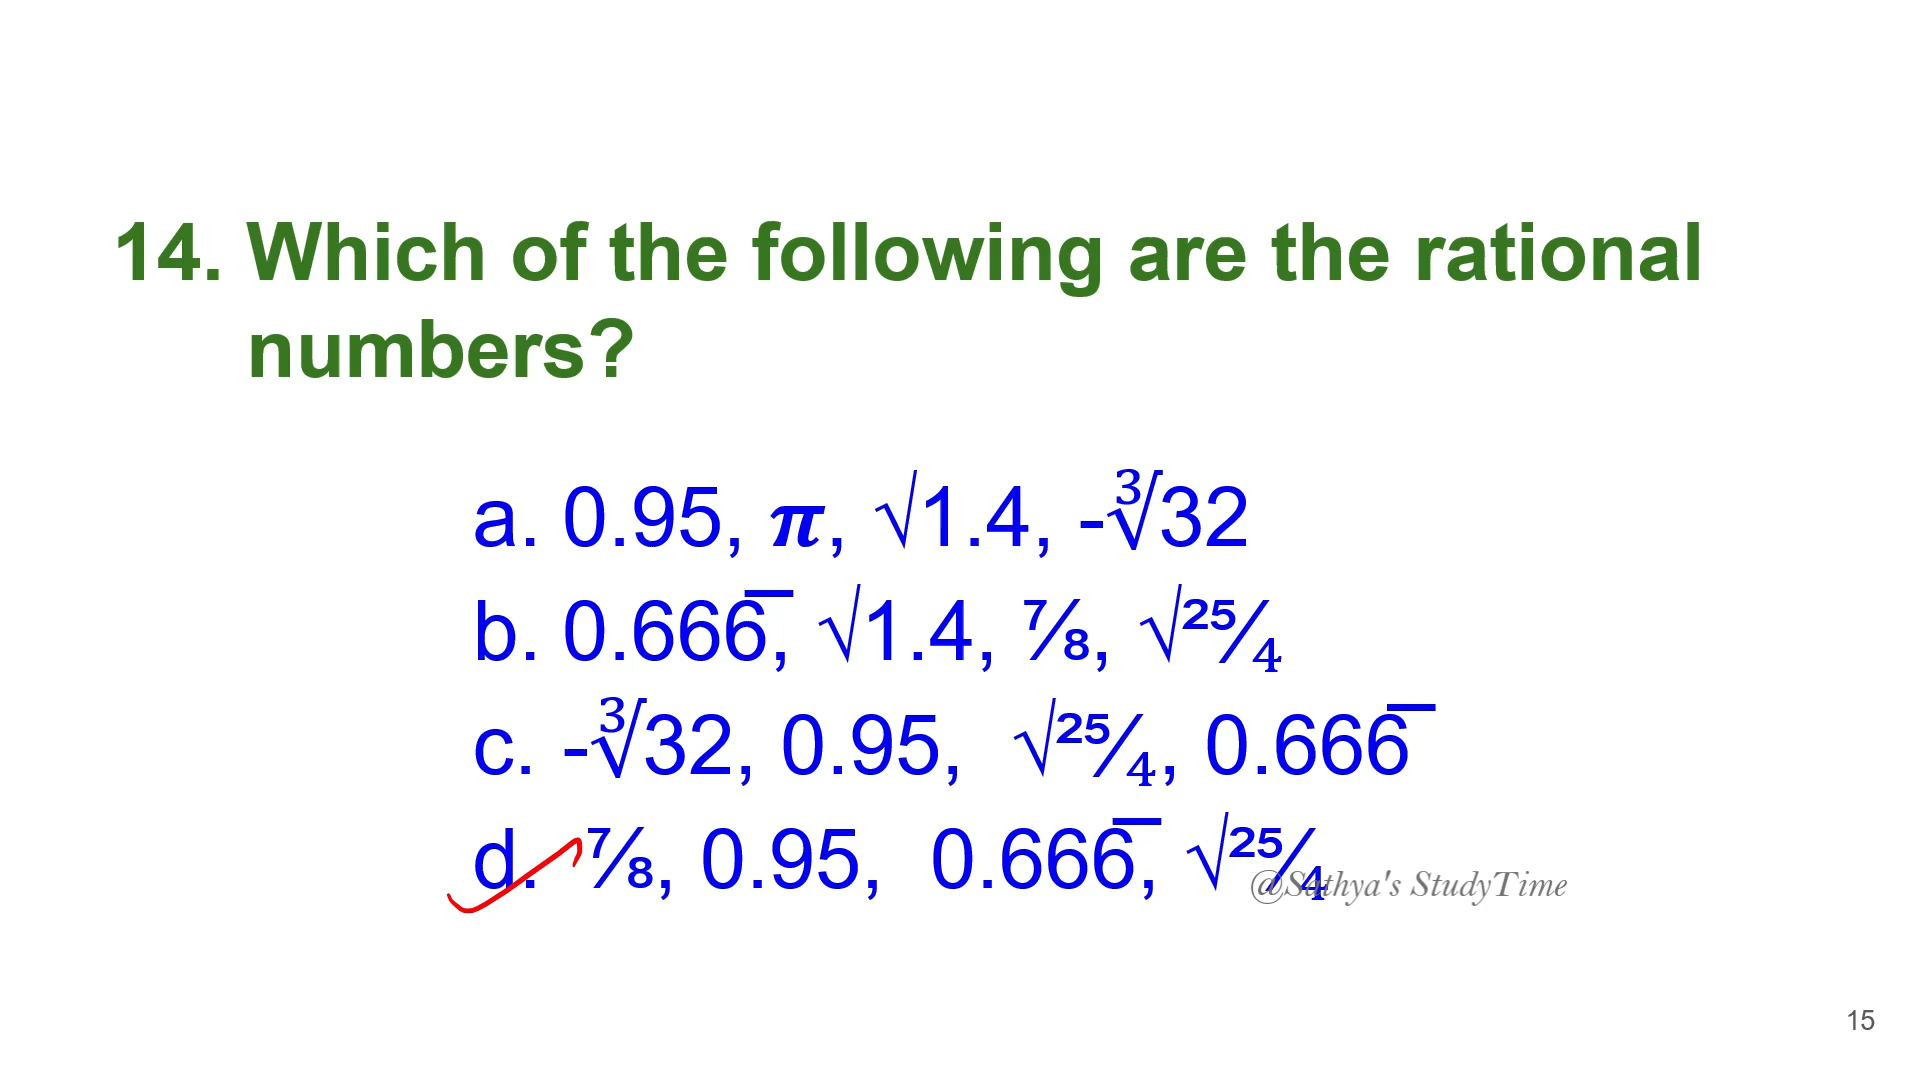 14. Which of the following are the rational
numbers?
a. 0.95, π, √1.4, -∛32
b. 0.666̅, √1.4, ⅞, √²⁵⁄₄
c. -∛32, 0.95, √²⁵⁄₄, 0.666̅
d. ⅞, 0.95, 0.666̅, √²⁵⁄₄
@Sathya's StudyTime
15